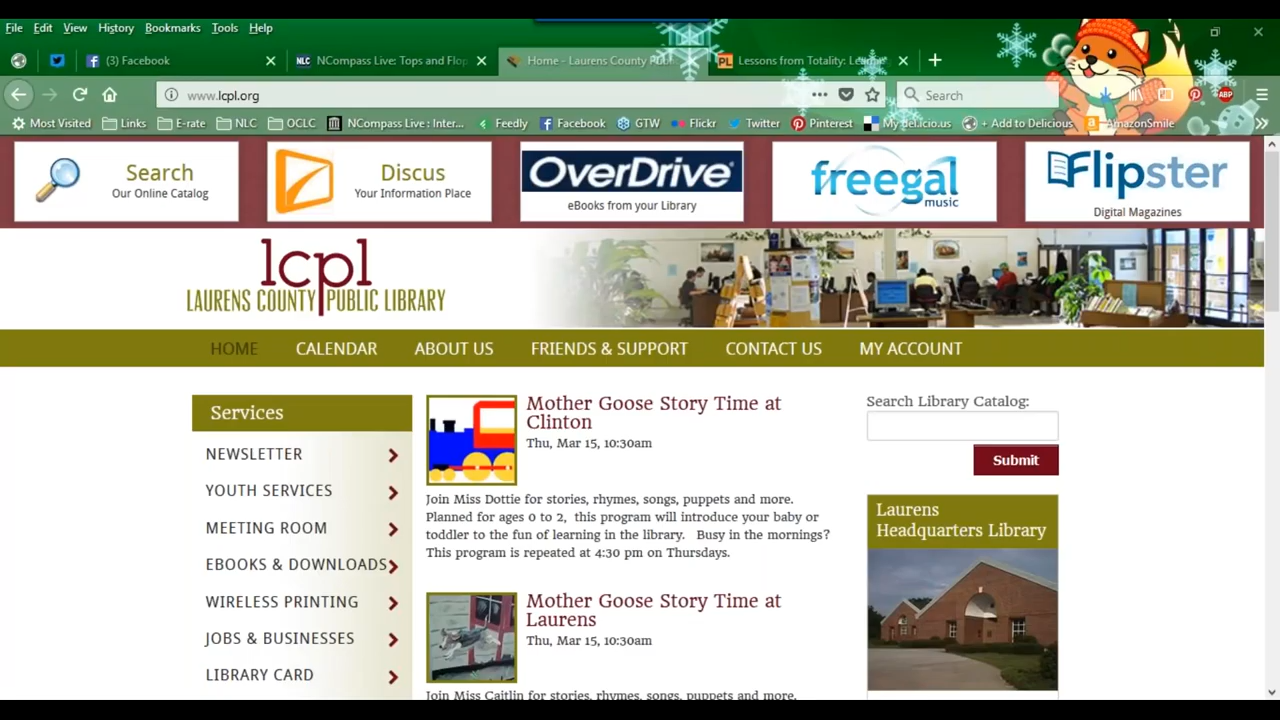 File Edit View History Bookmarks Tools Help
(3) Facebook NCompass Live: Tops and Flop Home - Laurens County Public Lessons from Totality:
www.lcpl.org Search
Most Visited Links E-rate NLC OCLC NCompass Live : Inter... Feedly Facebook GTW Flickr Twitter Pinterest My del.icio.us + Add to Delicious AmazonSmile
Search
Our Online Catalog
Discus
Your Information Place
OverDrive
eBooks from your Library
freegal
music
Flipster
Digital Magazines
lcpl
LAURENS COUNTY PUBLIC LIBRARY
HOME CALENDAR ABOUT US FRIENDS & SUPPORT CONTACT US MY ACCOUNT
Services
NEWSLETTER
YOUTH SERVICES
MEETING ROOM
EBOOKS & DOWNLOADS
WIRELESS PRINTING
JOBS & BUSINESSES
LIBRARY CARD
Mother Goose Story Time at
Clinton
Thu, Mar 15, 10:30am
Join Miss Dottie for stories, rhymes, songs, puppets and more.
Planned for ages 0 to 2, this program will introduce your baby or
toddler to the fun of learning in the library. Busy in the mornings?
This program is repeated at 4:30 pm on Thursdays.
Mother Goose Story Time at
Laurens
Thu, Mar 15, 10:30am
Join Miss Caitlin for stories, rhymes, songs, puppets and more.
Search Library Catalog:
Submit
Laurens
Headquarters Library